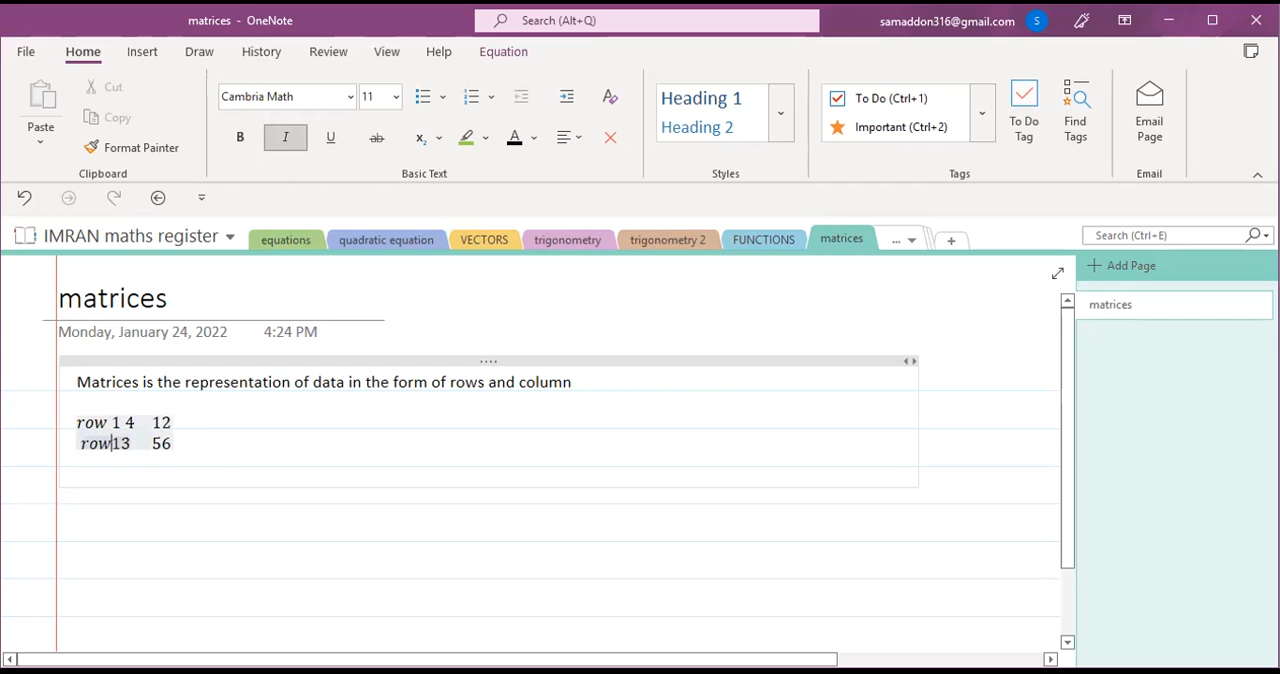 matrices - OneNote
Search (Alt+Q)
samaddon316@gmail.com
S
File Home Insert Draw History Review View Help Equation
Paste
Cut
Copy
Format Painter
Clipboard
Cambria Math 11
B I U ab x₂ A
Basic Text
Heading 1
Heading 2
Styles
To Do (Ctrl+1)
Important (Ctrl+2)
To Do Tag
Find Tags
Tags
Email Page
Email
IMRAN maths register
equations quadratic equation VECTORS trigonometry trigonometry 2 FUNCTIONS matrices ... +
Search (Ctrl+E)
Add Page
matrices
matrices
Monday, January 24, 2022 4:24 PM
Matrices is the representation of data in the form of rows and column
row 1 4 12
row13 56